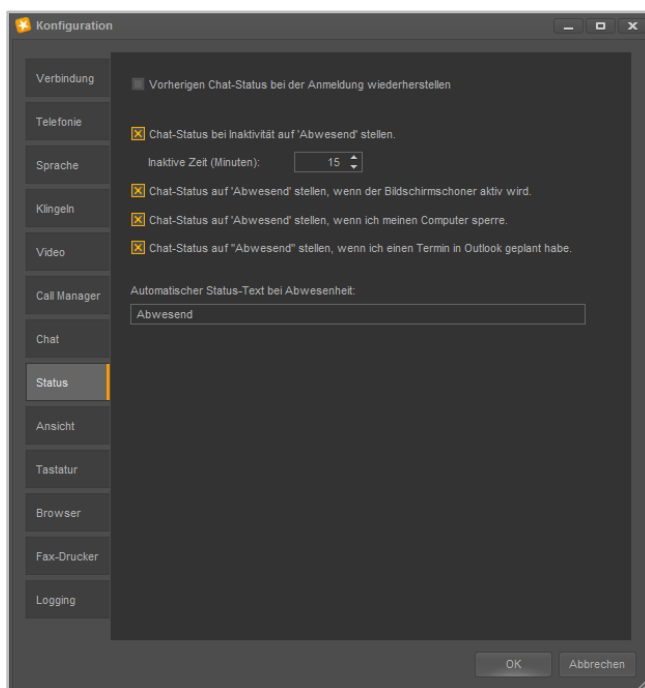 Konfiguration
Verbindung
Telefonie
Sprache
Klingeln
Video
Call Manager
Chat
Status
Ansicht
Tastatur
Browser
Fax-Drucker
Logging
Vorherigen Chat-Status bei der Anmeldung wiederherstellen
Chat-Status bei Inaktivität auf 'Abwesend' stellen.
Inaktive Zeit (Minuten): 15
Chat-Status auf 'Abwesend' stellen, wenn der Bildschirmschoner aktiv wird.
Chat-Status auf 'Abwesend' stellen, wenn ich meinen Computer sperre.
Chat-Status auf "Abwesend" stellen, wenn ich einen Termin in Outlook geplant habe.
Automatischer Status-Text bei Abwesenheit:
Abwesend
OK Abbrechen